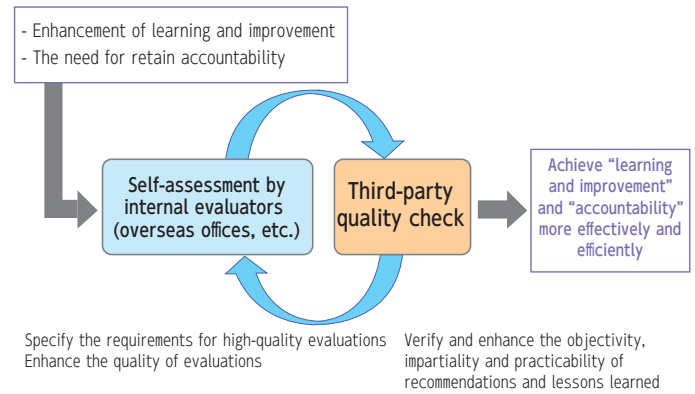 - Enhancement of learning and improvement
- The need for retain accountability
Self-assessment by
internal evaluators
(overseas offices, etc.)
Third-party
quality check
Achieve “learning
and improvement”
and “accountability”
more effectively and
efficiently
Specify the requirements for high-quality evaluations
Enhance the quality of evaluations
Verify and enhance the objectivity,
impartiality and practicability of
recommendations and lessons learned